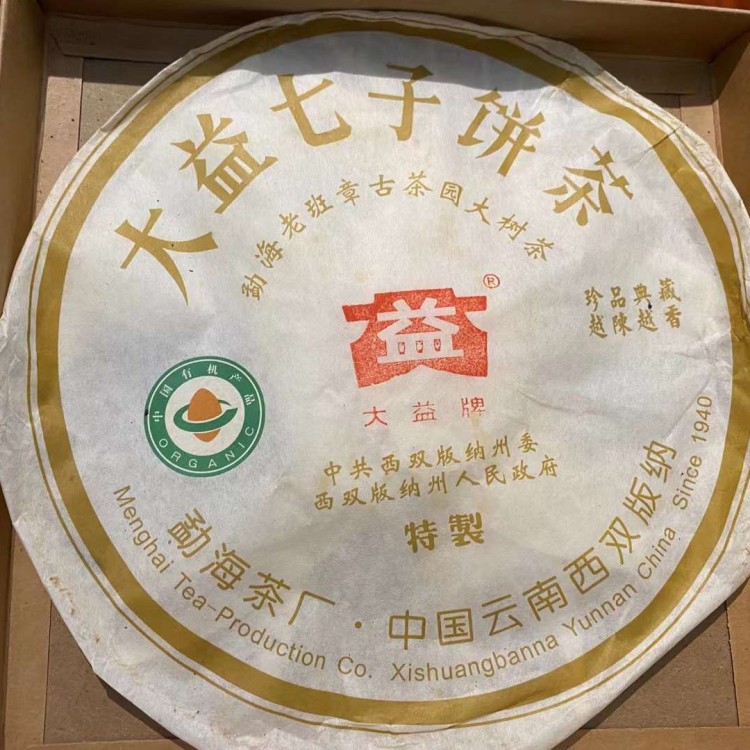 大益七子饼茶
勐海老班章古茶园大树茶
珍品典藏
越陳越香
益®
大益牌
中国有机产品
ORGANIC
中共西双版纳州委
西双版纳州人民政府
特製
勐海茶厂·中国云南西双版纳
Menghai Tea-Production Co. Xishuangbanna Yunnan China Since 1940